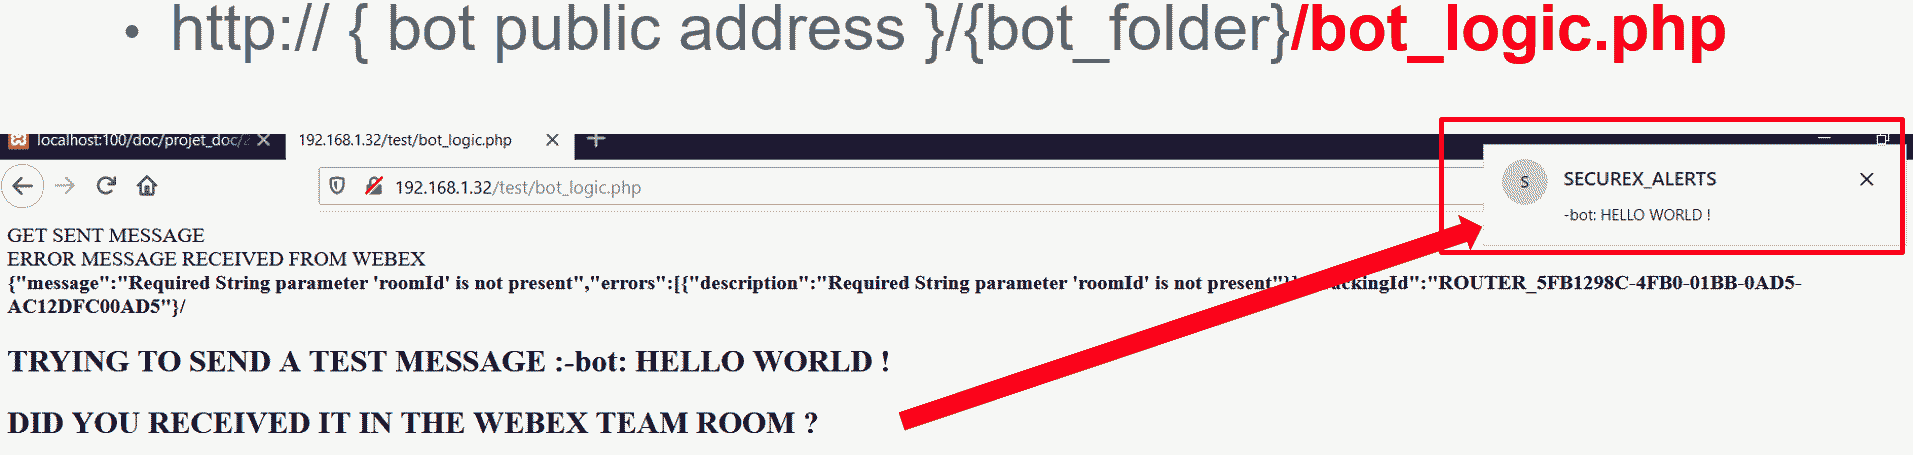 • http:// { bot public address }/{bot_folder}/bot_logic.php
localhost:100/doc/projet_doc/
192.168.1.32/test/bot_logic.php
192.168.1.32/test/bot_logic.php
S
SECUREX_ALERTS
-bot: HELLO WORLD !
GET SENT MESSAGE
ERROR MESSAGE RECEIVED FROM WEBEX
{"message":"Required String parameter 'roomId' is not present","errors":[{"description":"Required String parameter 'roomId' is not present"} ackingId":"ROUTER_5FB1298C-4FB0-01BB-0AD5-
AC12DFC00AD5"}/
TRYING TO SEND A TEST MESSAGE :-bot: HELLO WORLD !
DID YOU RECEIVED IT IN THE WEBEX TEAM ROOM ?